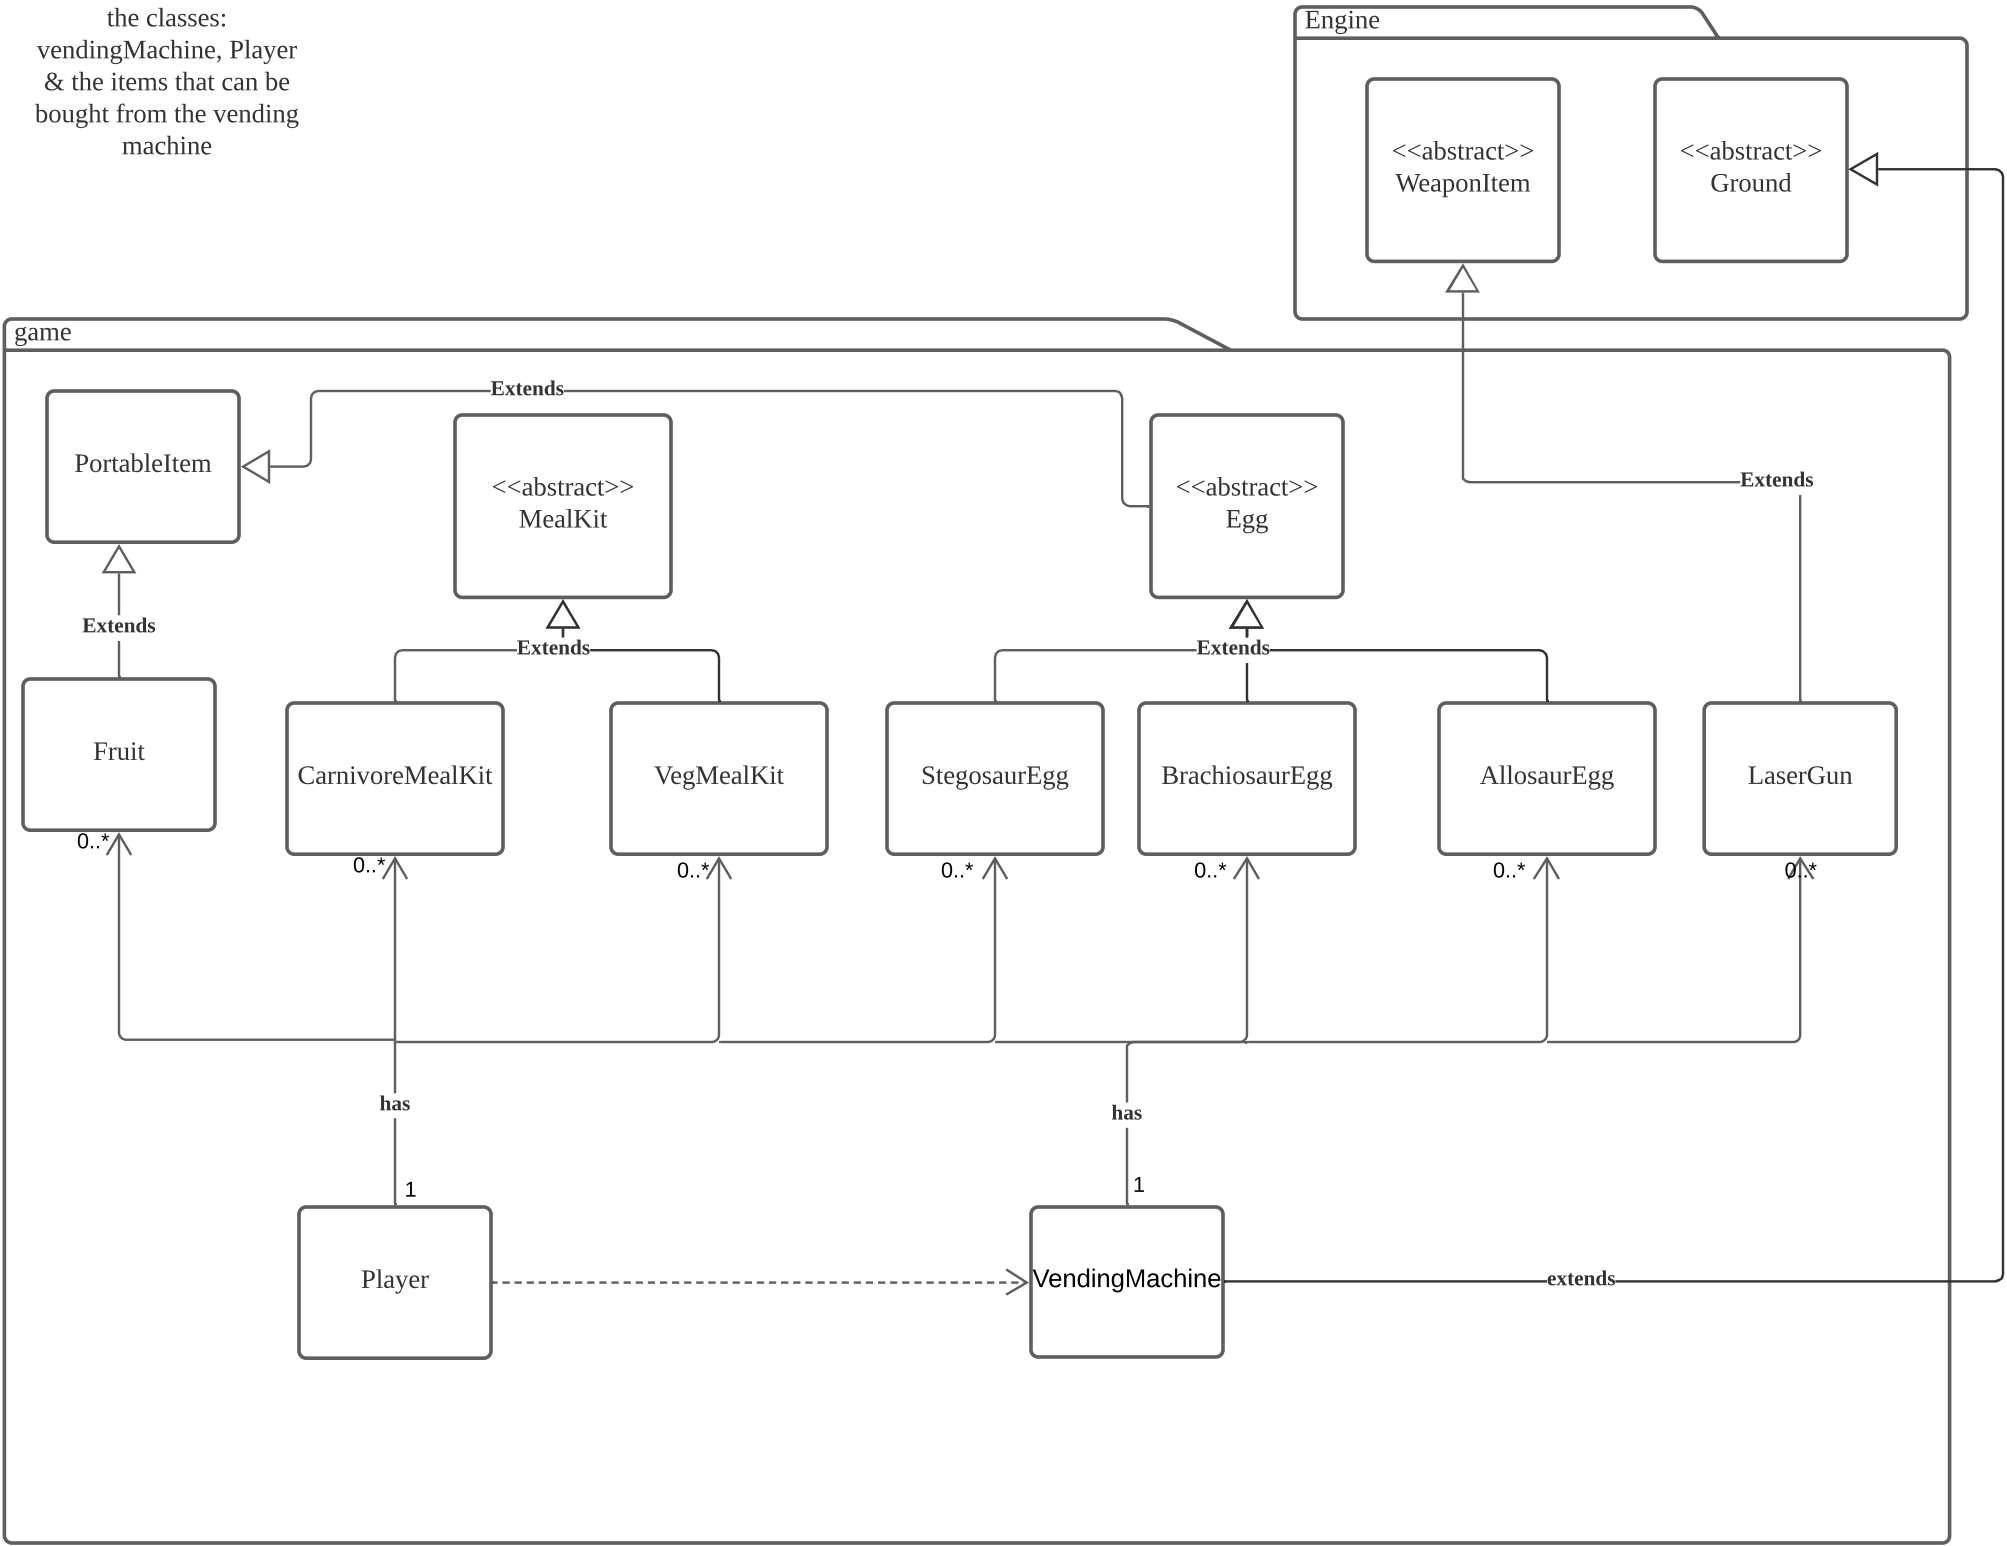 the classes:
vendingMachine, Player
& the items that can be
bought from the vending
machine
Engine
<<abstract>>
WeaponItem
<<abstract>>
Ground
game
Extends
PortableItem
<<abstract>>
MealKit
<<abstract>>
Egg
Extends
Extends
Extends
Extends
Fruit
CarnivoreMealKit
VegMealKit
StegosaurEgg
BrachiosaurEgg
AllosaurEgg
LaserGun
0..*
0..*
0..*
0..*
0..*
0..*
0..*
has
has
1
1
Player
VendingMachine
extends